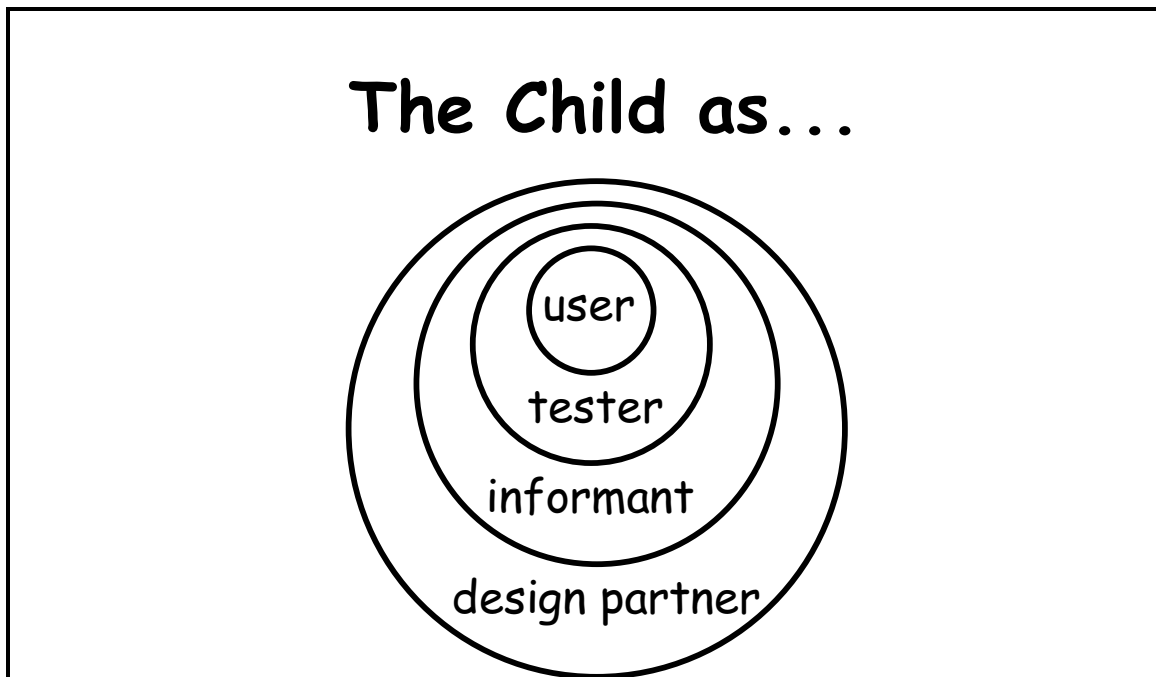 The Child as...
user
tester
informant
design partner